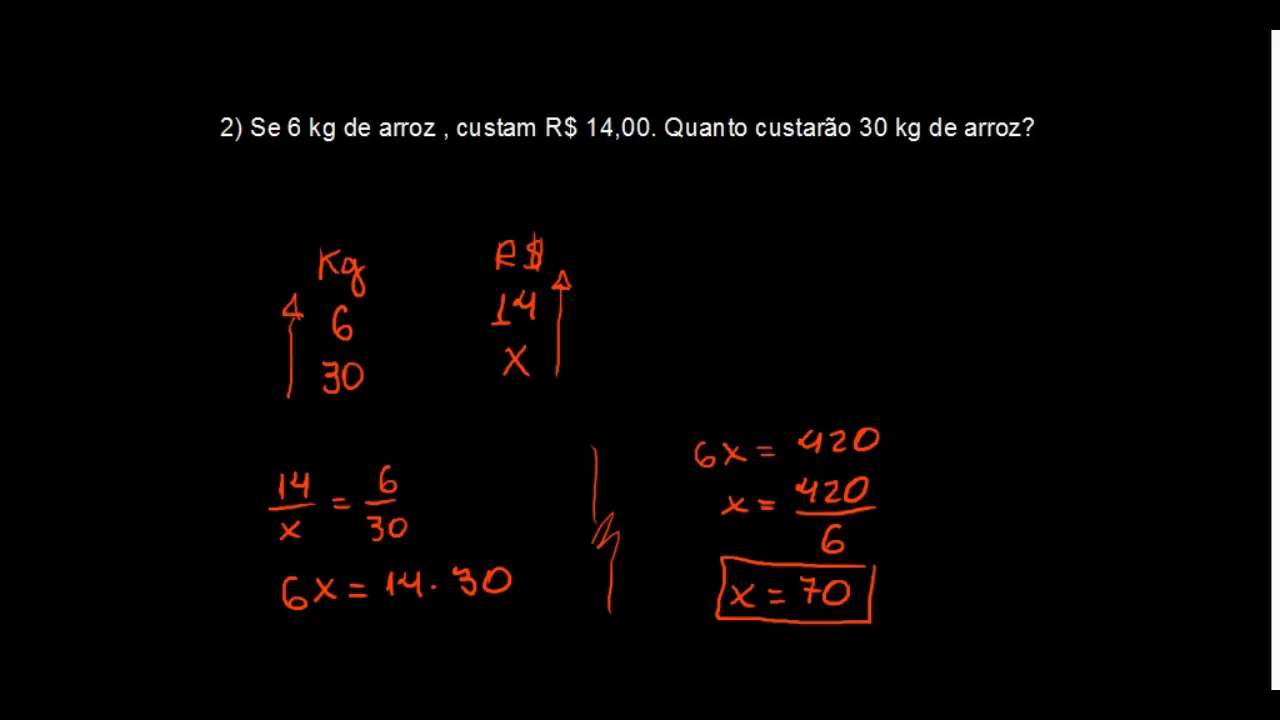 2) Se 6 kg de arroz , custam R$ 14,00. Quanto custarão 30 kg de arroz?
Kg R$
6 14
30 x
14/x = 6/30
6x = 14 . 30
6x = 420
x = 420/6
x = 70